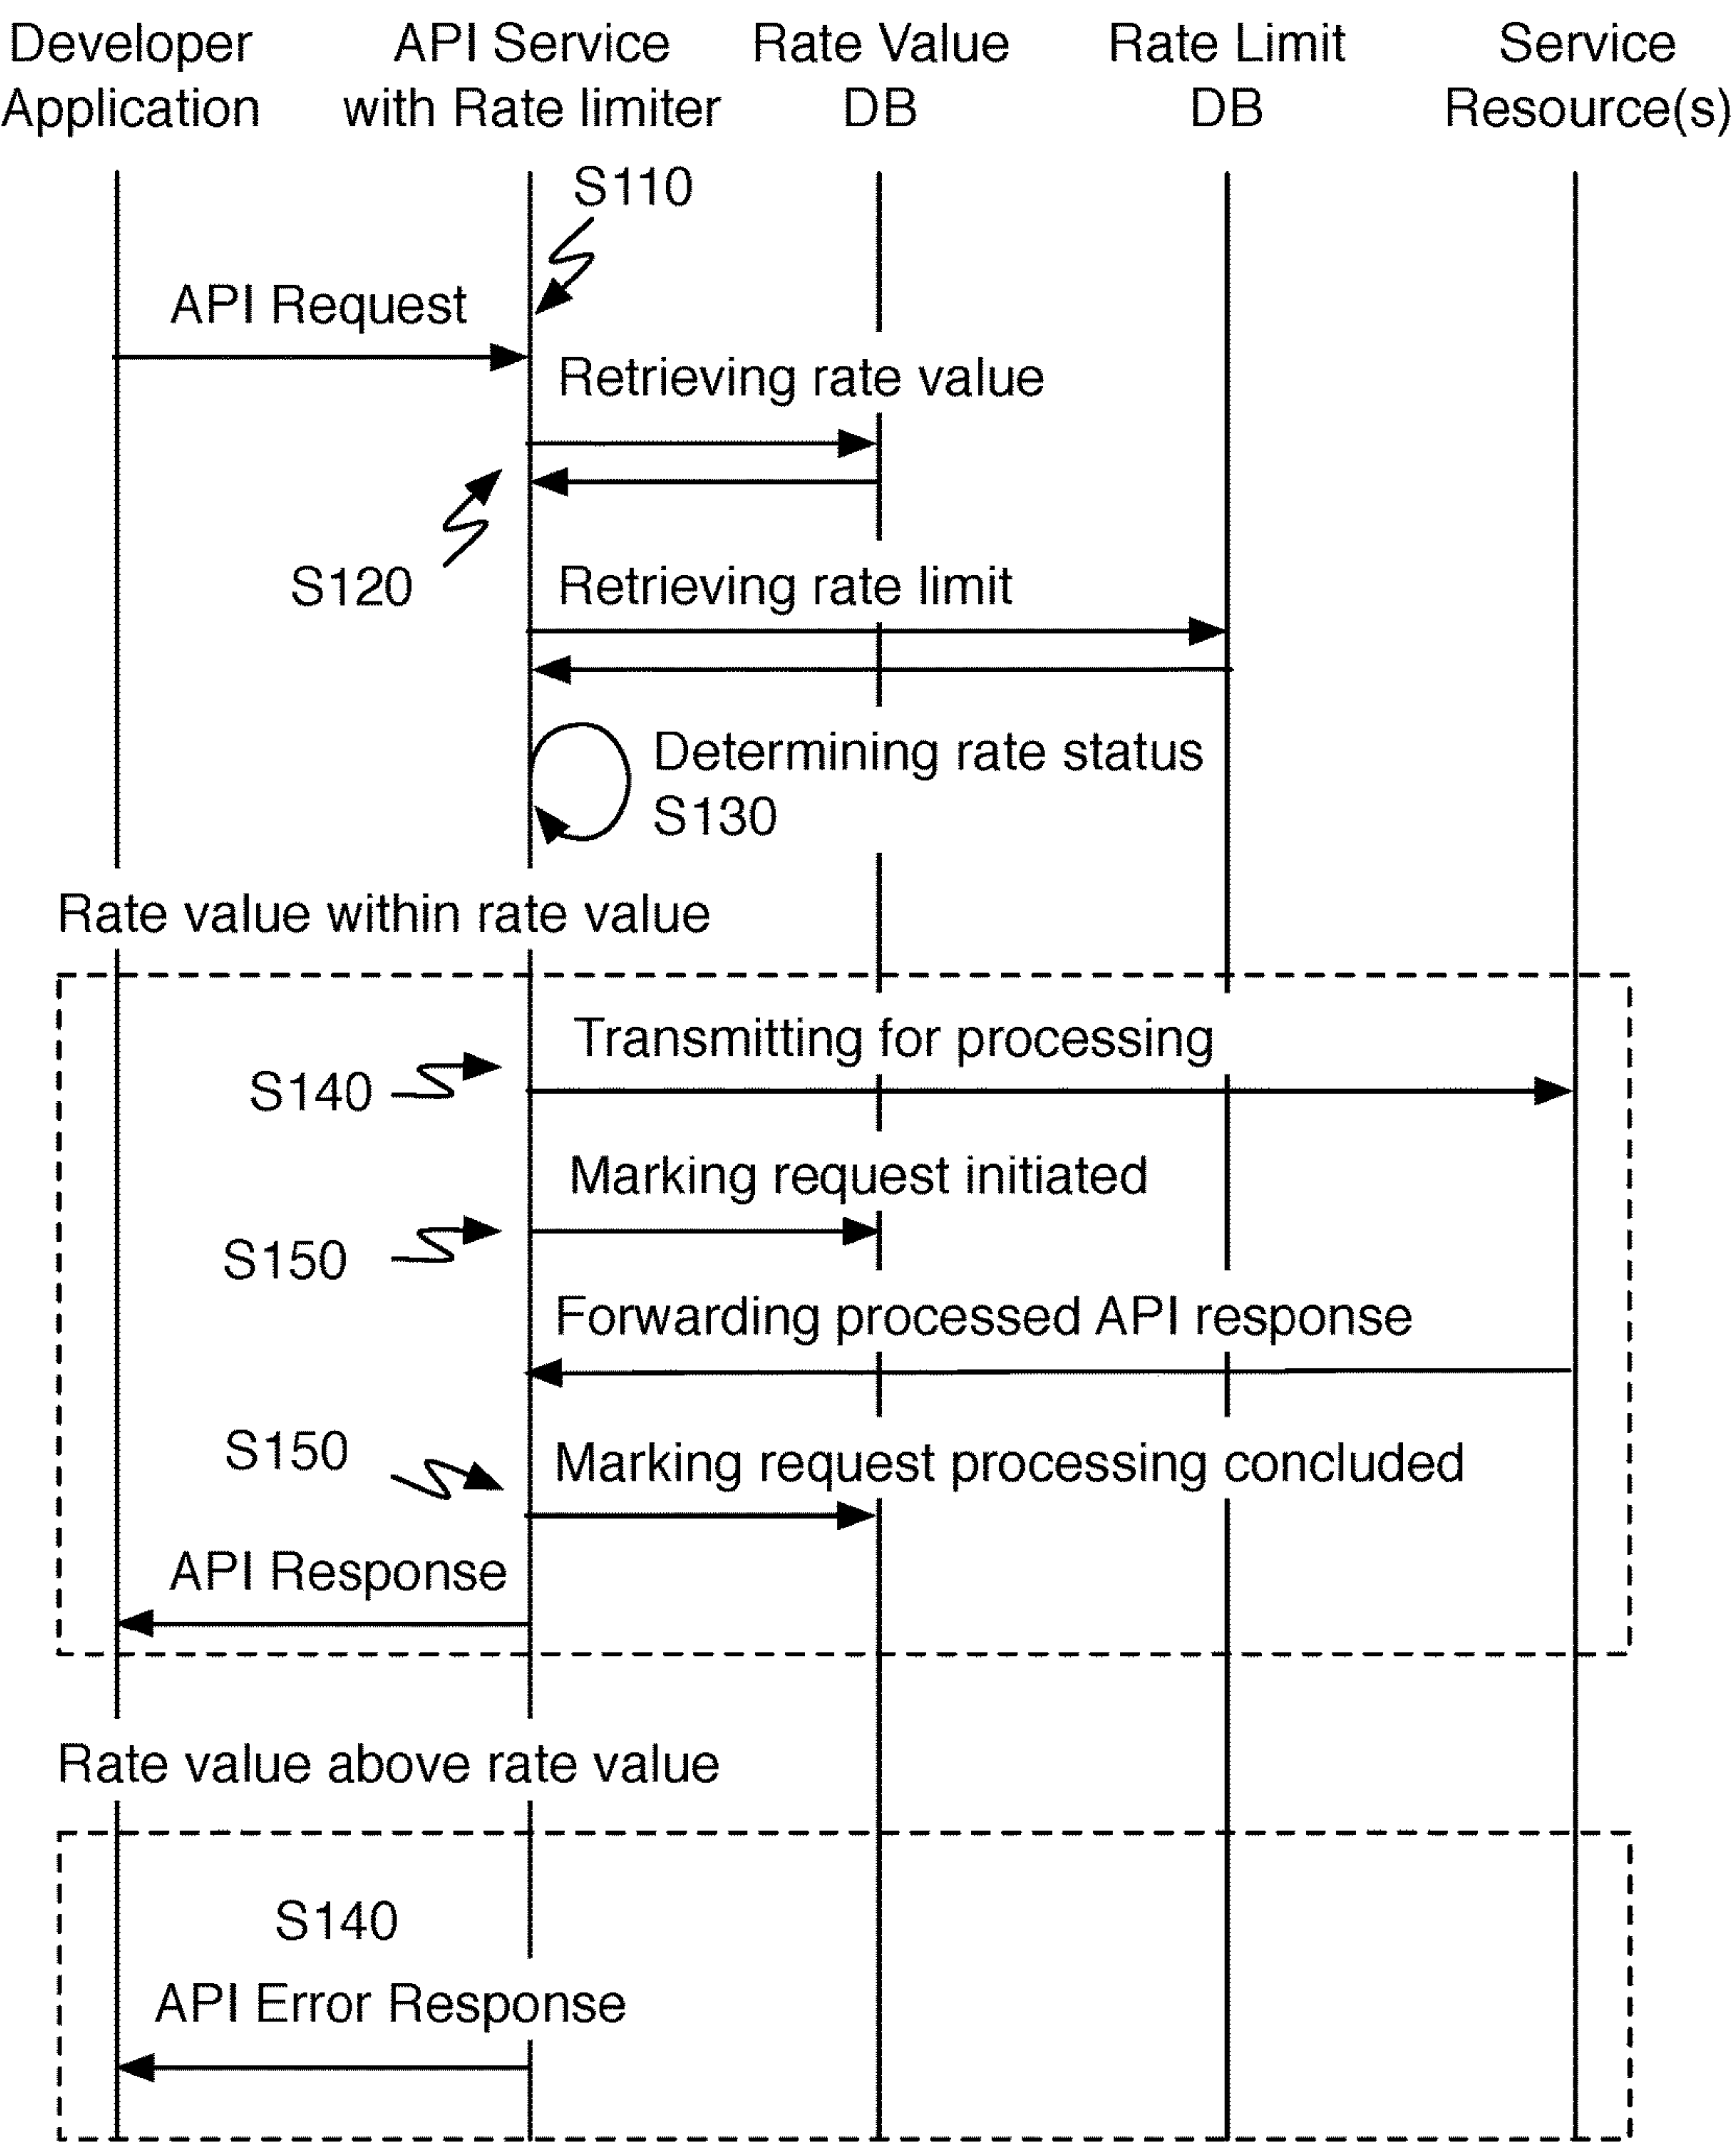 Developer
Application
API Service
with Rate limiter
Rate Value
DB
Rate Limit
DB
Service
Resource(s)
S110
API Request
Retrieving rate value
S120
Retrieving rate limit
Determining rate status
S130
Rate value within rate value
Transmitting for processing
S140
Marking request initiated
S150
Forwarding processed API response
S150
Marking request processing concluded
API Response
Rate value above rate value
S140
API Error Response